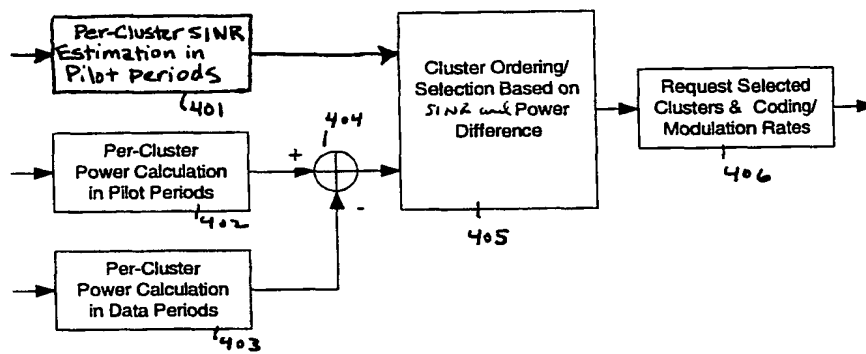 Per-Cluster SINR
Estimation in
Pilot periods
401
Per-Cluster
Power Calculation
in Pilot Periods
402
Per-Cluster
Power Calculation
in Data Periods
403
+
-
404
Cluster Ordering/
Selection Based on
SINR and Power
Difference
405
Request Selected
Clusters & Coding/
Modulation Rates
406